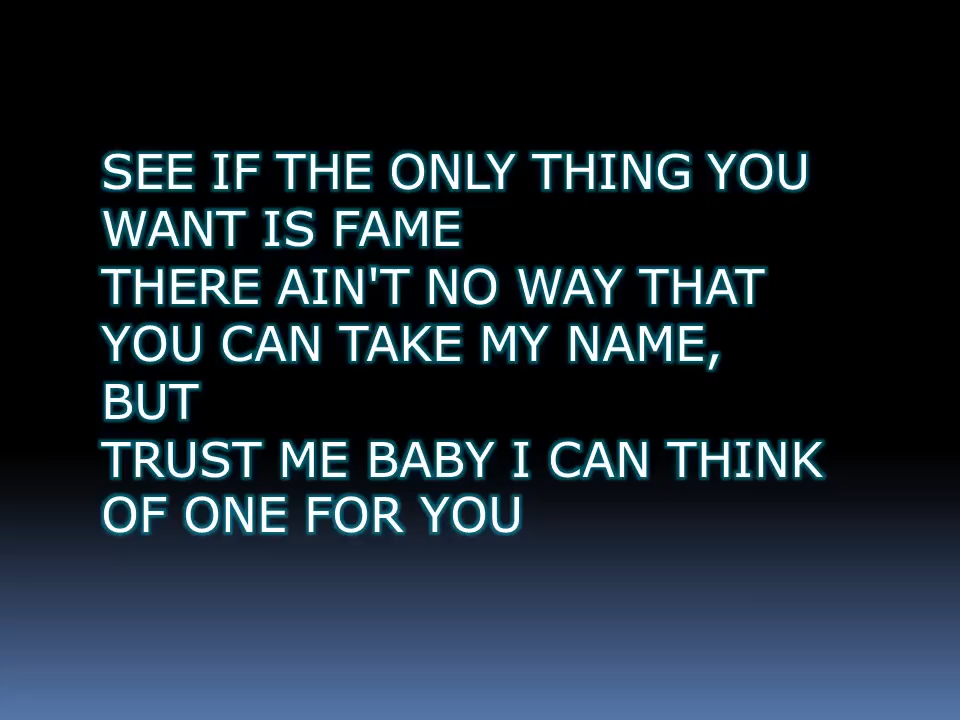 SEE IF THE ONLY THING YOU
WANT IS FAME
THERE AIN'T NO WAY THAT
YOU CAN TAKE MY NAME,
BUT
TRUST ME BABY I CAN THINK
OF ONE FOR YOU